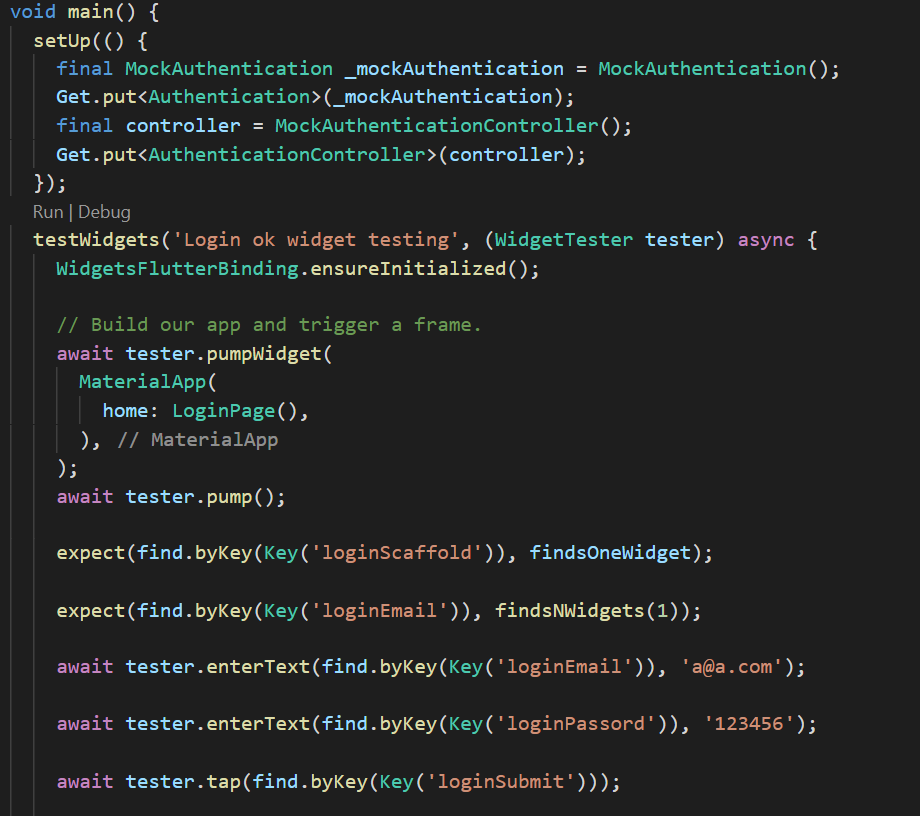 void main() {
setUp(() {
final MockAuthentication _mockAuthentication = MockAuthentication();
Get.put<Authentication>(_mockAuthentication);
final controller = MockAuthenticationController();
Get.put<AuthenticationController>(controller);
});
Run | Debug
testWidgets('Login ok widget testing', (WidgetTester tester) async {
WidgetsFlutterBinding.ensureInitialized();
// Build our app and trigger a frame.
await tester.pumpWidget(
MaterialApp(
home: LoginPage(),
), // MaterialApp
);
await tester.pump();
expect(find.byKey(Key('loginScaffold')), findsOneWidget);
expect(find.byKey(Key('loginEmail')), findsNWidgets(1));
await tester.enterText(find.byKey(Key('loginEmail')), 'a@a.com');
await tester.enterText(find.byKey(Key('loginPassord')), '123456');
await tester.tap(find.byKey(Key('loginSubmit')));